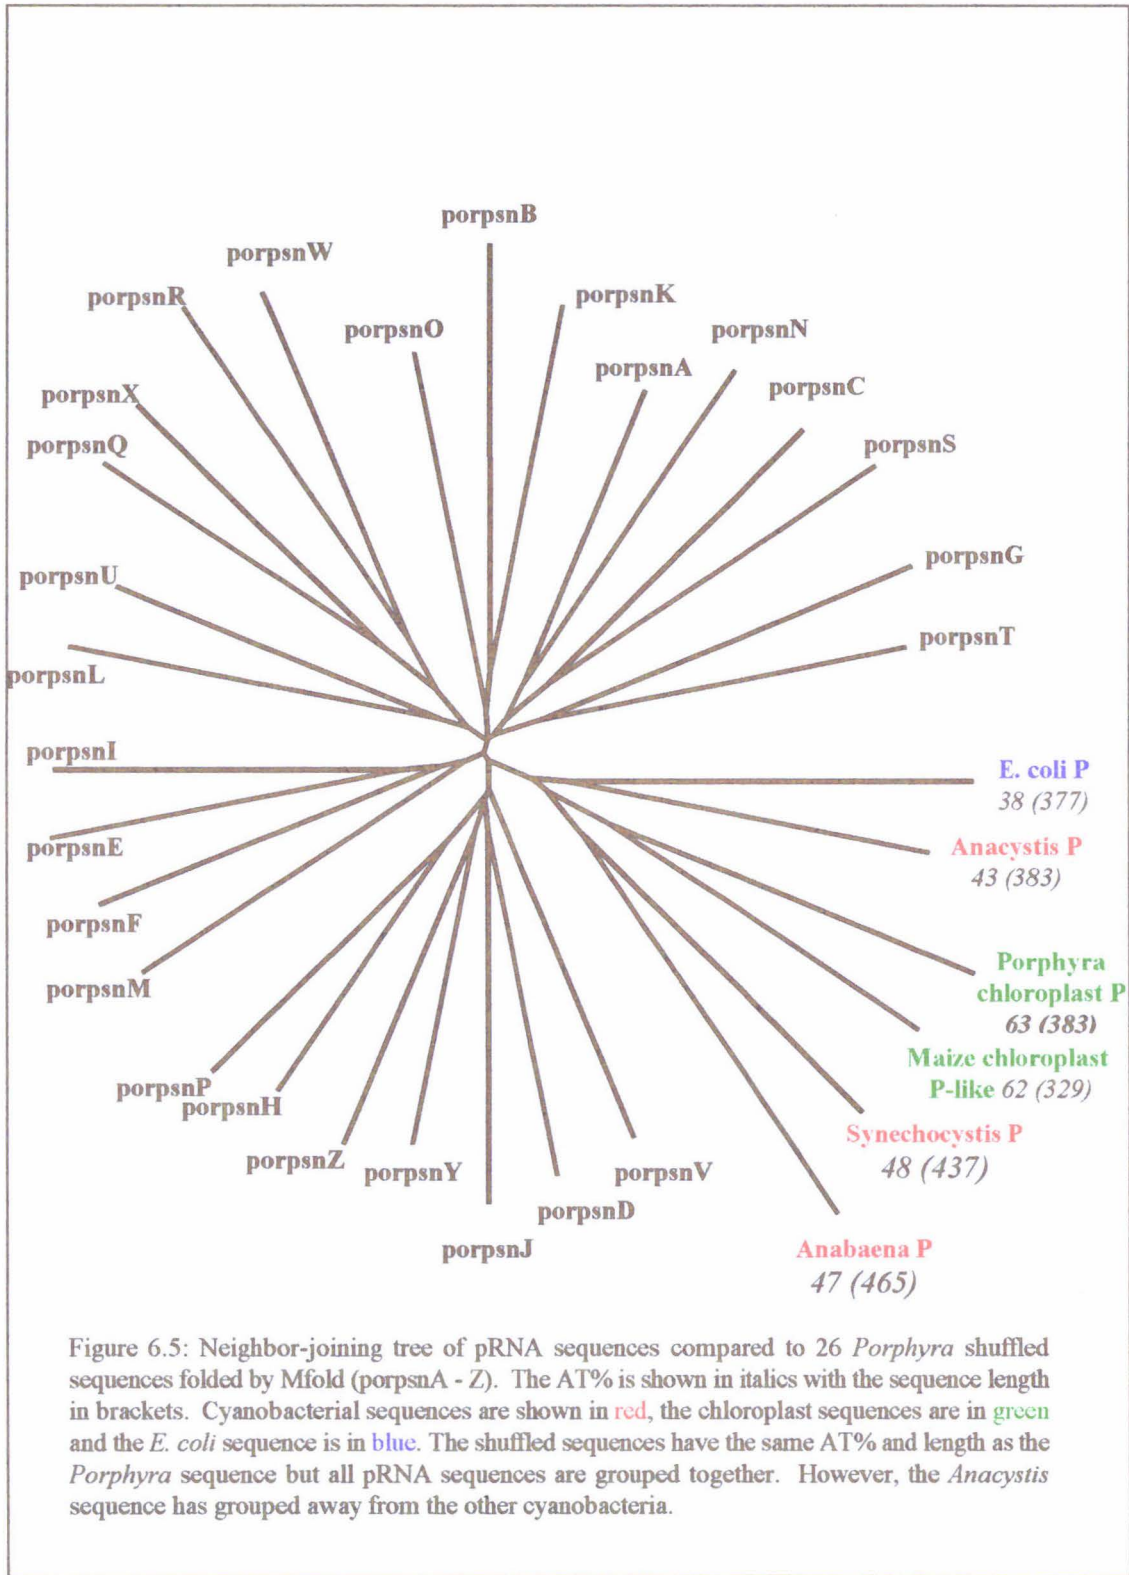 porpsnB
porpsnW
porpsnR
porpsnK
porpsnO
porpsnN
porpsnA
porpsnC
porpsnX
porpsnQ
porpsnS
porpsnG
porpsnU
porpsnT
porpsnL
porpsnI
E. coli P
38 (377)
porpsnE
Anacystis P
43 (383)
porpsnF
Porphyra
chloroplast P
63 (383)
porpsnM
Maize chloroplast
P-like 62 (329)
porpsnP
porpsnH
Synechocystis P
48 (437)
porpsnZ
porpsnY
porpsnV
porpsnD
porpsnJ
Anabaena P
47 (465)
Figure 6.5: Neighbor-joining tree of pRNA sequences compared to 26 Porphyra shuffled
sequences folded by Mfold (porpsnA - Z). The AT% is shown in italics with the sequence length
in brackets. Cyanobacterial sequences are shown in red, the chloroplast sequences are in green
and the E. coli sequence is in blue. The shuffled sequences have the same AT% and length as the
Porphyra sequence but all pRNA sequences are grouped together. However, the Anacystis
sequence has grouped away from the other cyanobacteria.